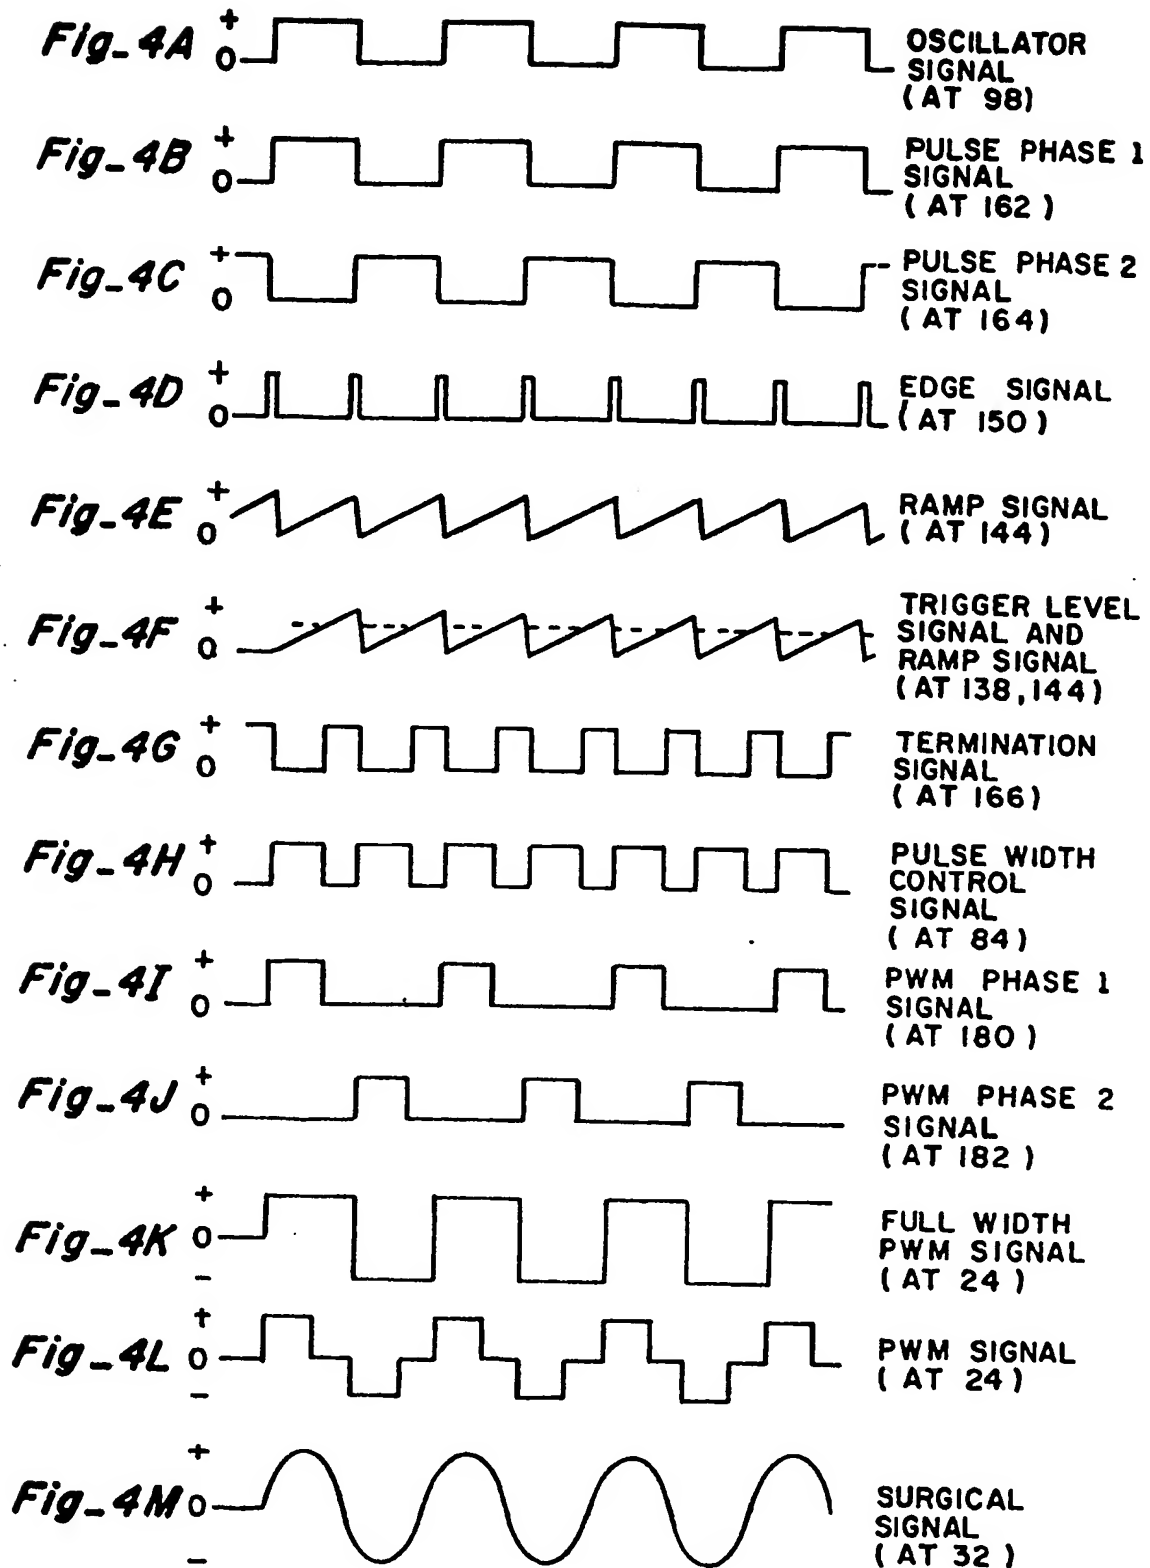 Fig_4A + 0 OSCILLATOR
SIGNAL
(AT 98)
Fig_4B + 0 PULSE PHASE 1
SIGNAL
(AT 162)
Fig_4C + 0 PULSE PHASE 2
SIGNAL
(AT 164)
Fig_4D + 0 EDGE SIGNAL
(AT 150)
Fig_4E + 0 RAMP SIGNAL
(AT 144)
Fig_4F + 0 TRIGGER LEVEL
SIGNAL AND
RAMP SIGNAL
(AT 138,144)
Fig_4G + 0 TERMINATION
SIGNAL
(AT 166)
Fig_4H + 0 PULSE WIDTH
CONTROL
SIGNAL
(AT 84)
Fig_4I + 0 PWM PHASE 1
SIGNAL
(AT 180)
Fig_4J + 0 PWM PHASE 2
SIGNAL
(AT 182)
Fig_4K + 0 - FULL WIDTH
PWM SIGNAL
(AT 24)
Fig_4L + 0 - PWM SIGNAL
(AT 24)
Fig_4M + 0 - SURGICAL
SIGNAL
(AT 32)